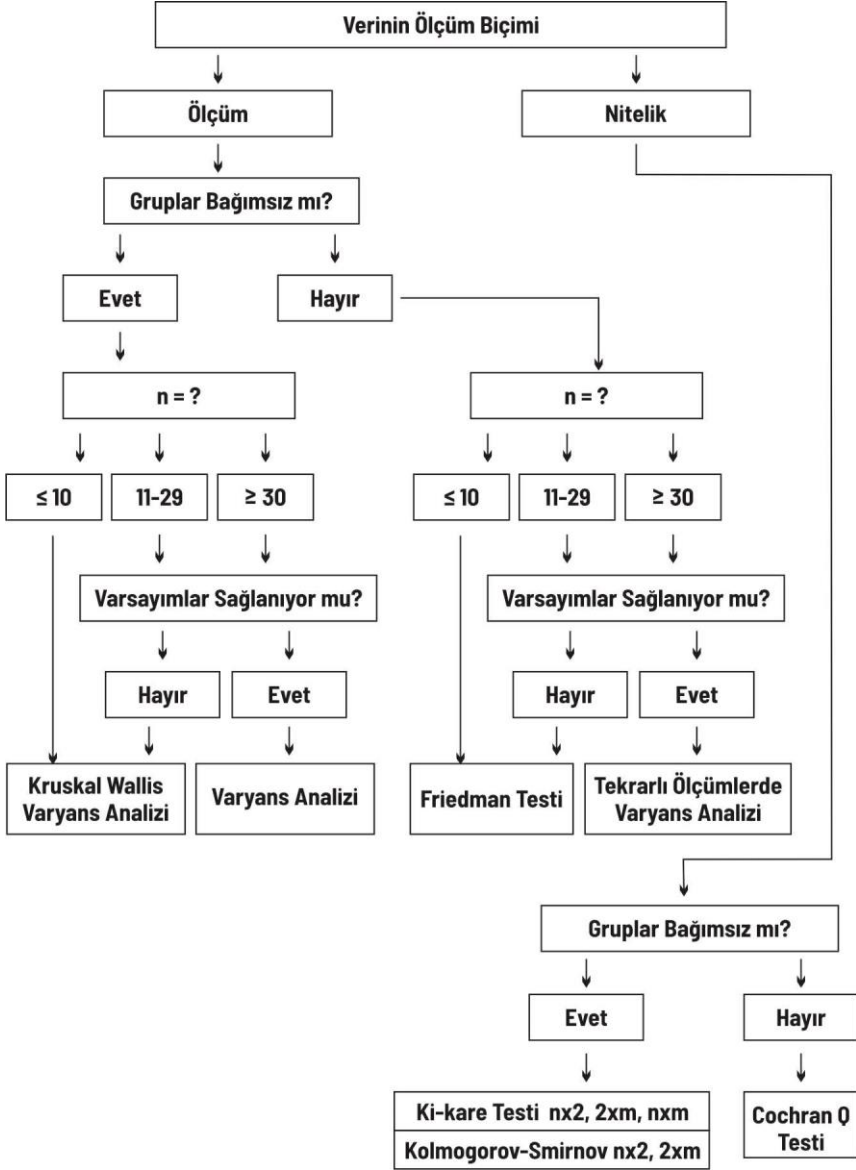 Verinin Ölçüm Biçimi
Ölçüm
Nitelik
Gruplar Bağımsız mı?
Evet
Hayır
n = ?
n = ?
≤ 10
11-29
≥ 30
≤ 10
11-29
≥ 30
Varsayımlar Sağlanıyor mu?
Varsayımlar Sağlanıyor mu?
Hayır
Evet
Hayır
Evet
Kruskal Wallis
Varyans Analizi
Varyans Analizi
Friedman Testi
Tekrarlı Ölçümlerde
Varyans Analizi
Gruplar Bağımsız mı?
Evet
Hayır
Ki-kare Testi nx2, 2xm, nxm
Kolmogorov-Smirnov nx2, 2xm
Cochran Q
Testi